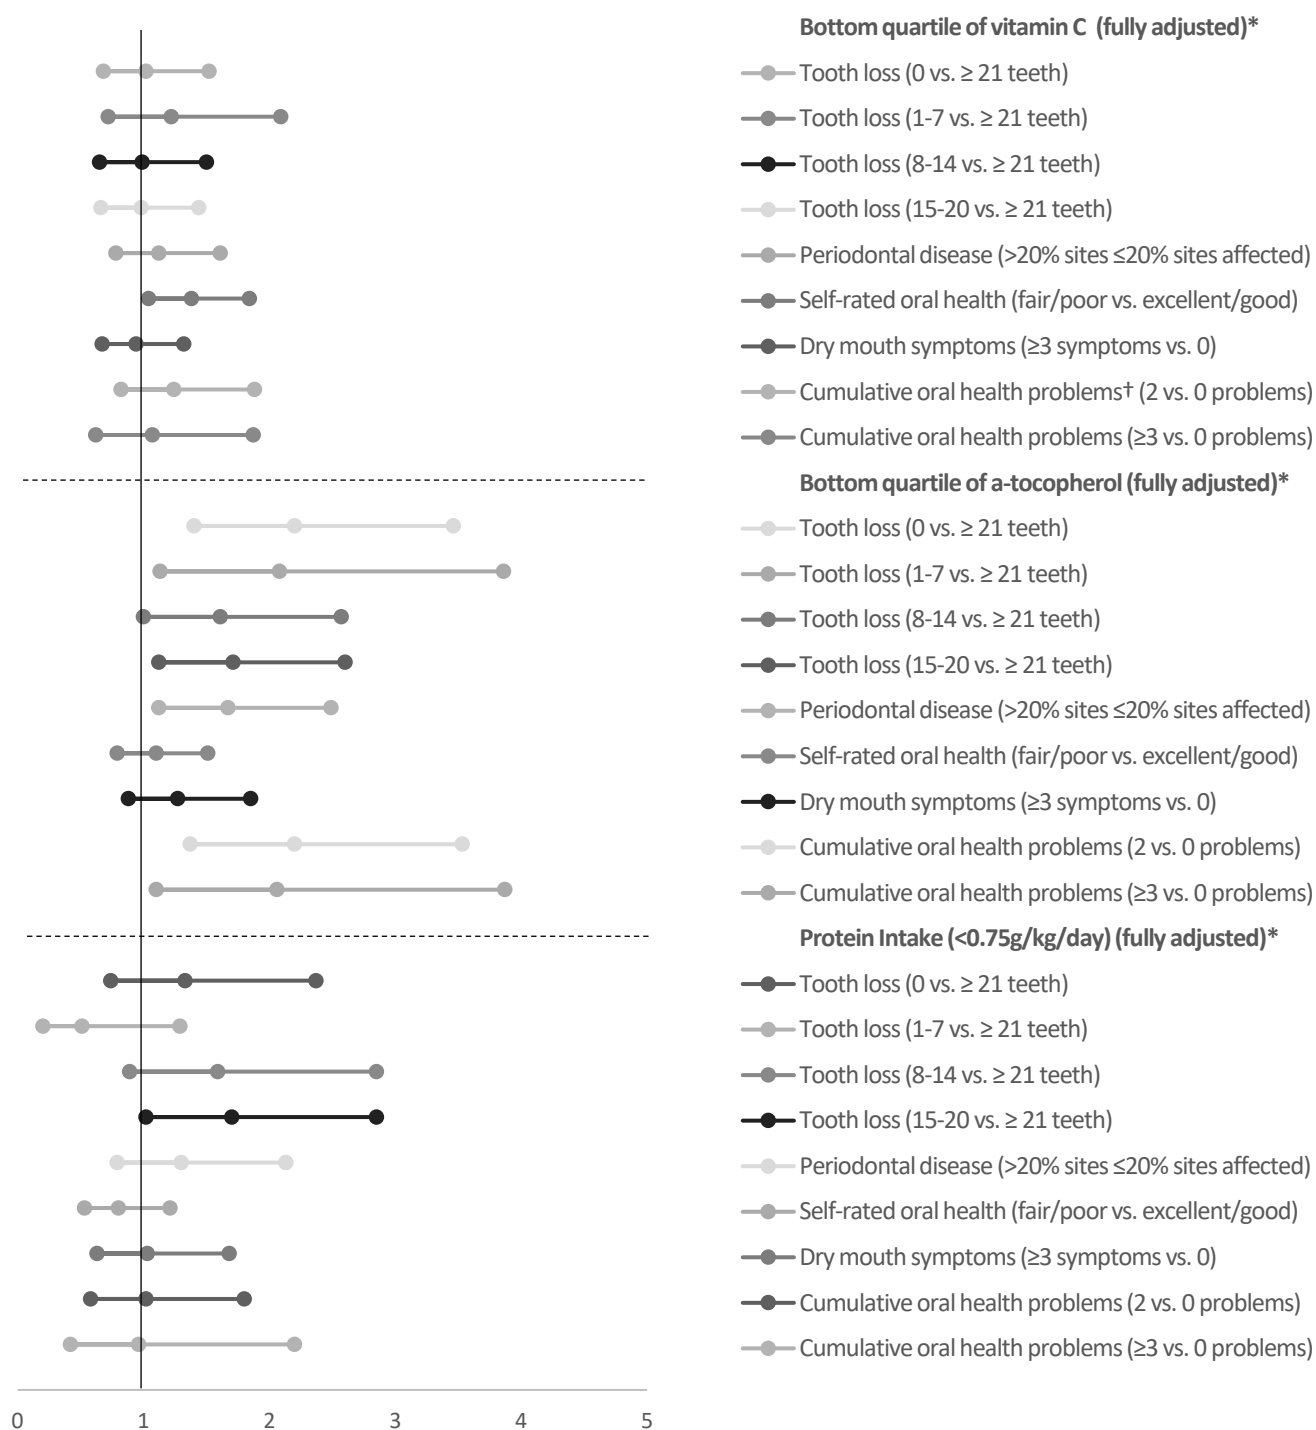 Bottom quartile of vitamin C (fully adjusted)*
Tooth loss (0 vs. ≥ 21 teeth)
Tooth loss (1-7 vs. ≥ 21 teeth)
Tooth loss (8-14 vs. ≥ 21 teeth)
Tooth loss (15-20 vs. ≥ 21 teeth)
Periodontal disease (>20% sites ≤20% sites affected)
Self-rated oral health (fair/poor vs. excellent/good)
Dry mouth symptoms (≥3 symptoms vs. 0)
Cumulative oral health problems† (2 vs. 0 problems)
Cumulative oral health problems (≥3 vs. 0 problems)
Bottom quartile of a-tocopherol (fully adjusted)*
Tooth loss (0 vs. ≥ 21 teeth)
Tooth loss (1-7 vs. ≥ 21 teeth)
Tooth loss (8-14 vs. ≥ 21 teeth)
Tooth loss (15-20 vs. ≥ 21 teeth)
Periodontal disease (>20% sites ≤20% sites affected)
Self-rated oral health (fair/poor vs. excellent/good)
Dry mouth symptoms (≥3 symptoms vs. 0)
Cumulative oral health problems (2 vs. 0 problems)
Cumulative oral health problems (≥3 vs. 0 problems)
Protein Intake (<0.75g/kg/day) (fully adjusted)*
Tooth loss (0 vs. ≥ 21 teeth)
Tooth loss (1-7 vs. ≥ 21 teeth)
Tooth loss (8-14 vs. ≥ 21 teeth)
Tooth loss (15-20 vs. ≥ 21 teeth)
Periodontal disease (>20% sites ≤20% sites affected)
Self-rated oral health (fair/poor vs. excellent/good)
Dry mouth symptoms (≥3 symptoms vs. 0)
Cumulative oral health problems (2 vs. 0 problems)
Cumulative oral health problems (≥3 vs. 0 problems)
0 1 2 3 4 5